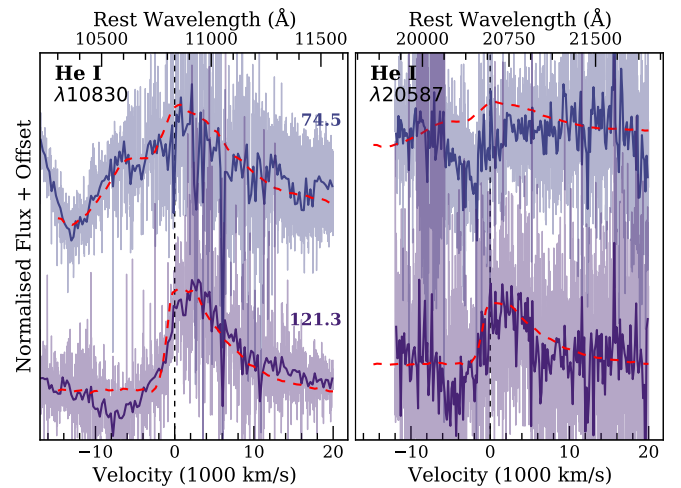 Rest Wavelength (Å)
Rest Wavelength (Å)
10500
11000
11500
20000
20750
21500
He I
λ10830
He I
λ20587
74.5
121.3
Normalised Flux + Offset
−10
0
10
20
−10
0
10
20
Velocity (1000 km/s)
Velocity (1000 km/s)